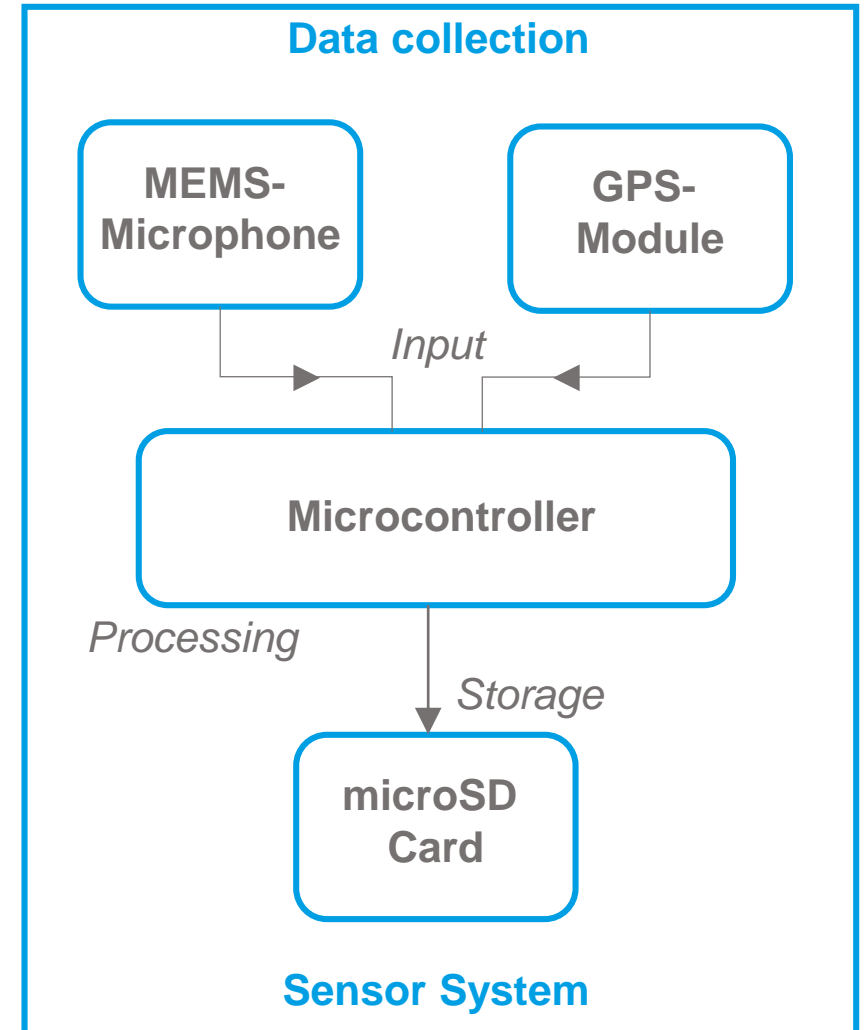 Data collection
MEMS-
Microphone
GPS-
Module
Input
Microcontroller
Processing
Storage
microSD
Card
Sensor System